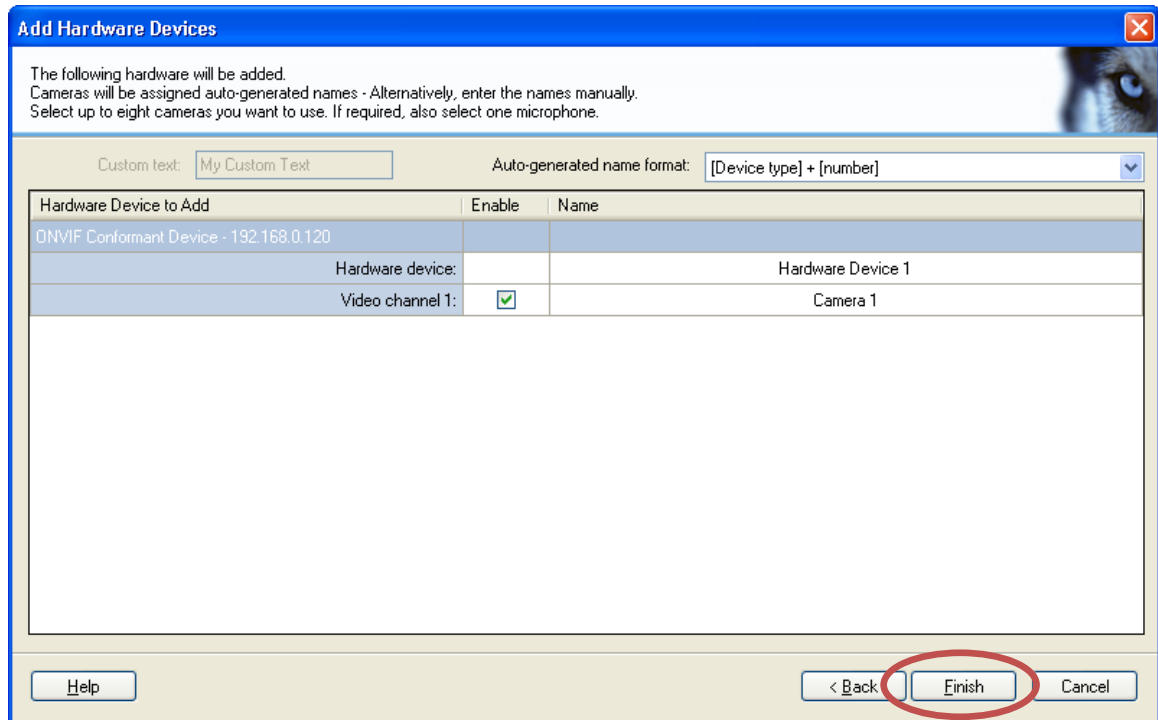 Add Hardware Devices
The following hardware will be added.
Cameras will be assigned auto-generated names - Alternatively, enter the names manually.
Select up to eight cameras you want to use. If required, also select one microphone.
Custom text: My Custom Text Auto-generated name format: [Device type] + [number]
Hardware Device to Add Enable Name
ONVIF Conformant Device - 192.168.0.120
Hardware device: Hardware Device 1
Video channel 1: Camera 1
Help < Back Finish Cancel